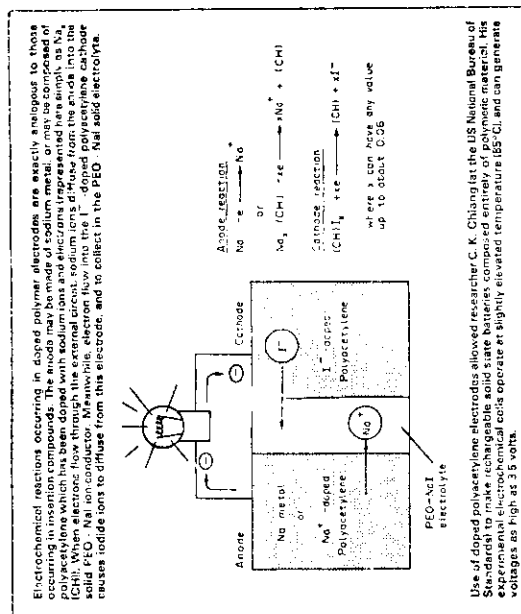 Electrochemical reactions occurring in doped polymer electrodes are exactly analogous to those
occurring in insertion compounds. The anode may be made of sodium metal, or may be composed of
polyacetylene which has been doped with sodium ions and electrons (represented here simply as Nax
(CH)). When electrons flow through the external circuit, sodium ions diffuse from the anode into the
solid PEO - NaI ion-conductor. Meanwhile, electron flow into the I⁻ -doped polyacetylene cathode
causes iodide ions to diffuse from this electrode, and to collect in the PEO - NaI solid electrolyte.
Anode
Cathode
⊖
⊖
Na metal
or
Na⁺-doped
Polyacetylene
I⁻
I⁻ - doped
Polyacetylene
Na⁺
PEO-NaI
electrolyte
Anode reaction
Na -e ⟶ Na⁺
or
Nax (CH) -xe ⟶ xNa⁺ + (CH)
Cathode reaction
(CH)Ix +xe ⟶ (CH) + xI⁻
where x can have any value
up to about 0.06
Use of doped polyacetylene electrodes allowed researcher C. K. Chiang (at the US National Bureau of
Standards) to make rechargeable solid state batteries composed entirely of polymeric material. His
experimental electrochemical cells operate at slightly elevated temperature (85°C), and can generate
voltages as high as 3.5 volts.